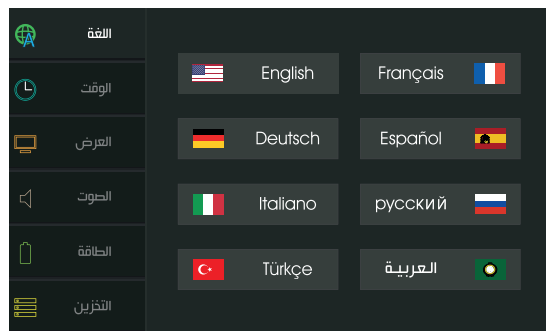 اللغة
الوقت
العرض
الصوت
الطاقة
التخزين
English
Français
Deutsch
Español
Italiano
русский
Türkçe
العربية